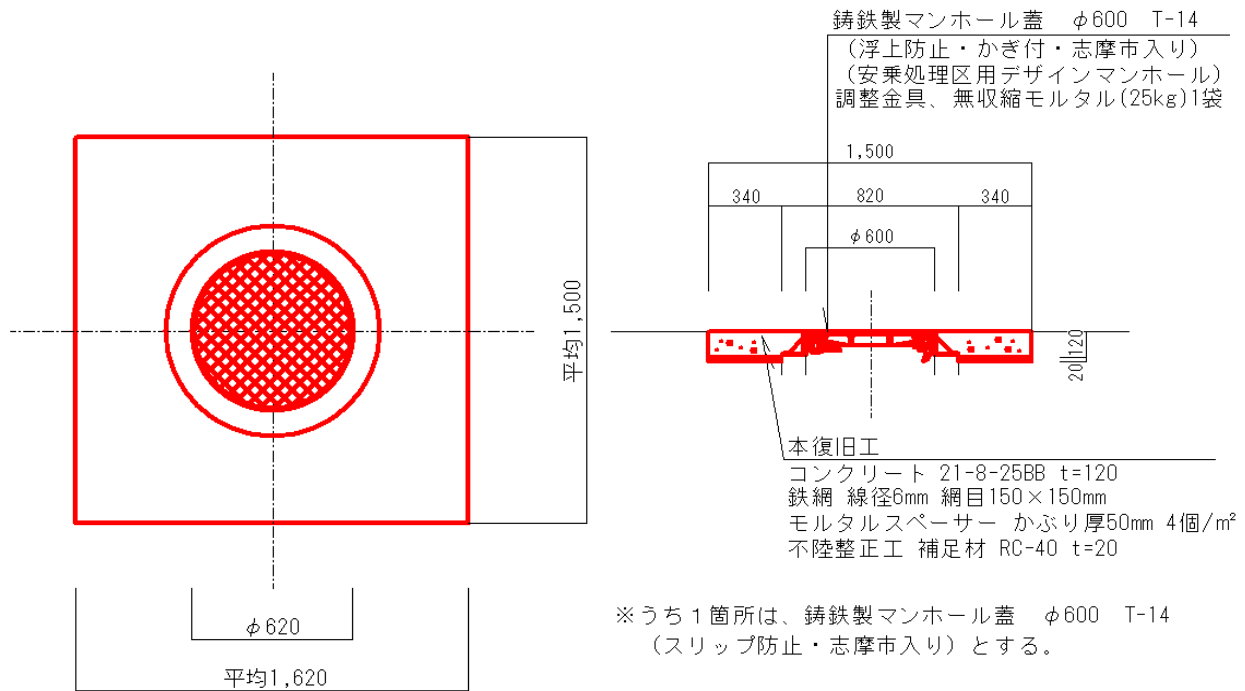 鋳鉄製マンホール蓋 φ600 T-14
(浮上防止・かぎ付・志摩市入り)
(安乗処理区用デザインマンホール)
調整金具、無収縮モルタル(25kg)1袋
1,500
340
820
340
φ600
20
120
平均1,500
φ620
平均1,620
本復旧工
コンクリート 21-8-25BB t=120
鉄網 線径6mm 網目150×150mm
モルタルスペーサー かぶり厚50mm 4個/㎡
不陸整正工 補足材 RC-40 t=20
※うち1箇所は、鋳鉄製マンホール蓋 φ600 T-14
(スリップ防止・志摩市入り)とする。